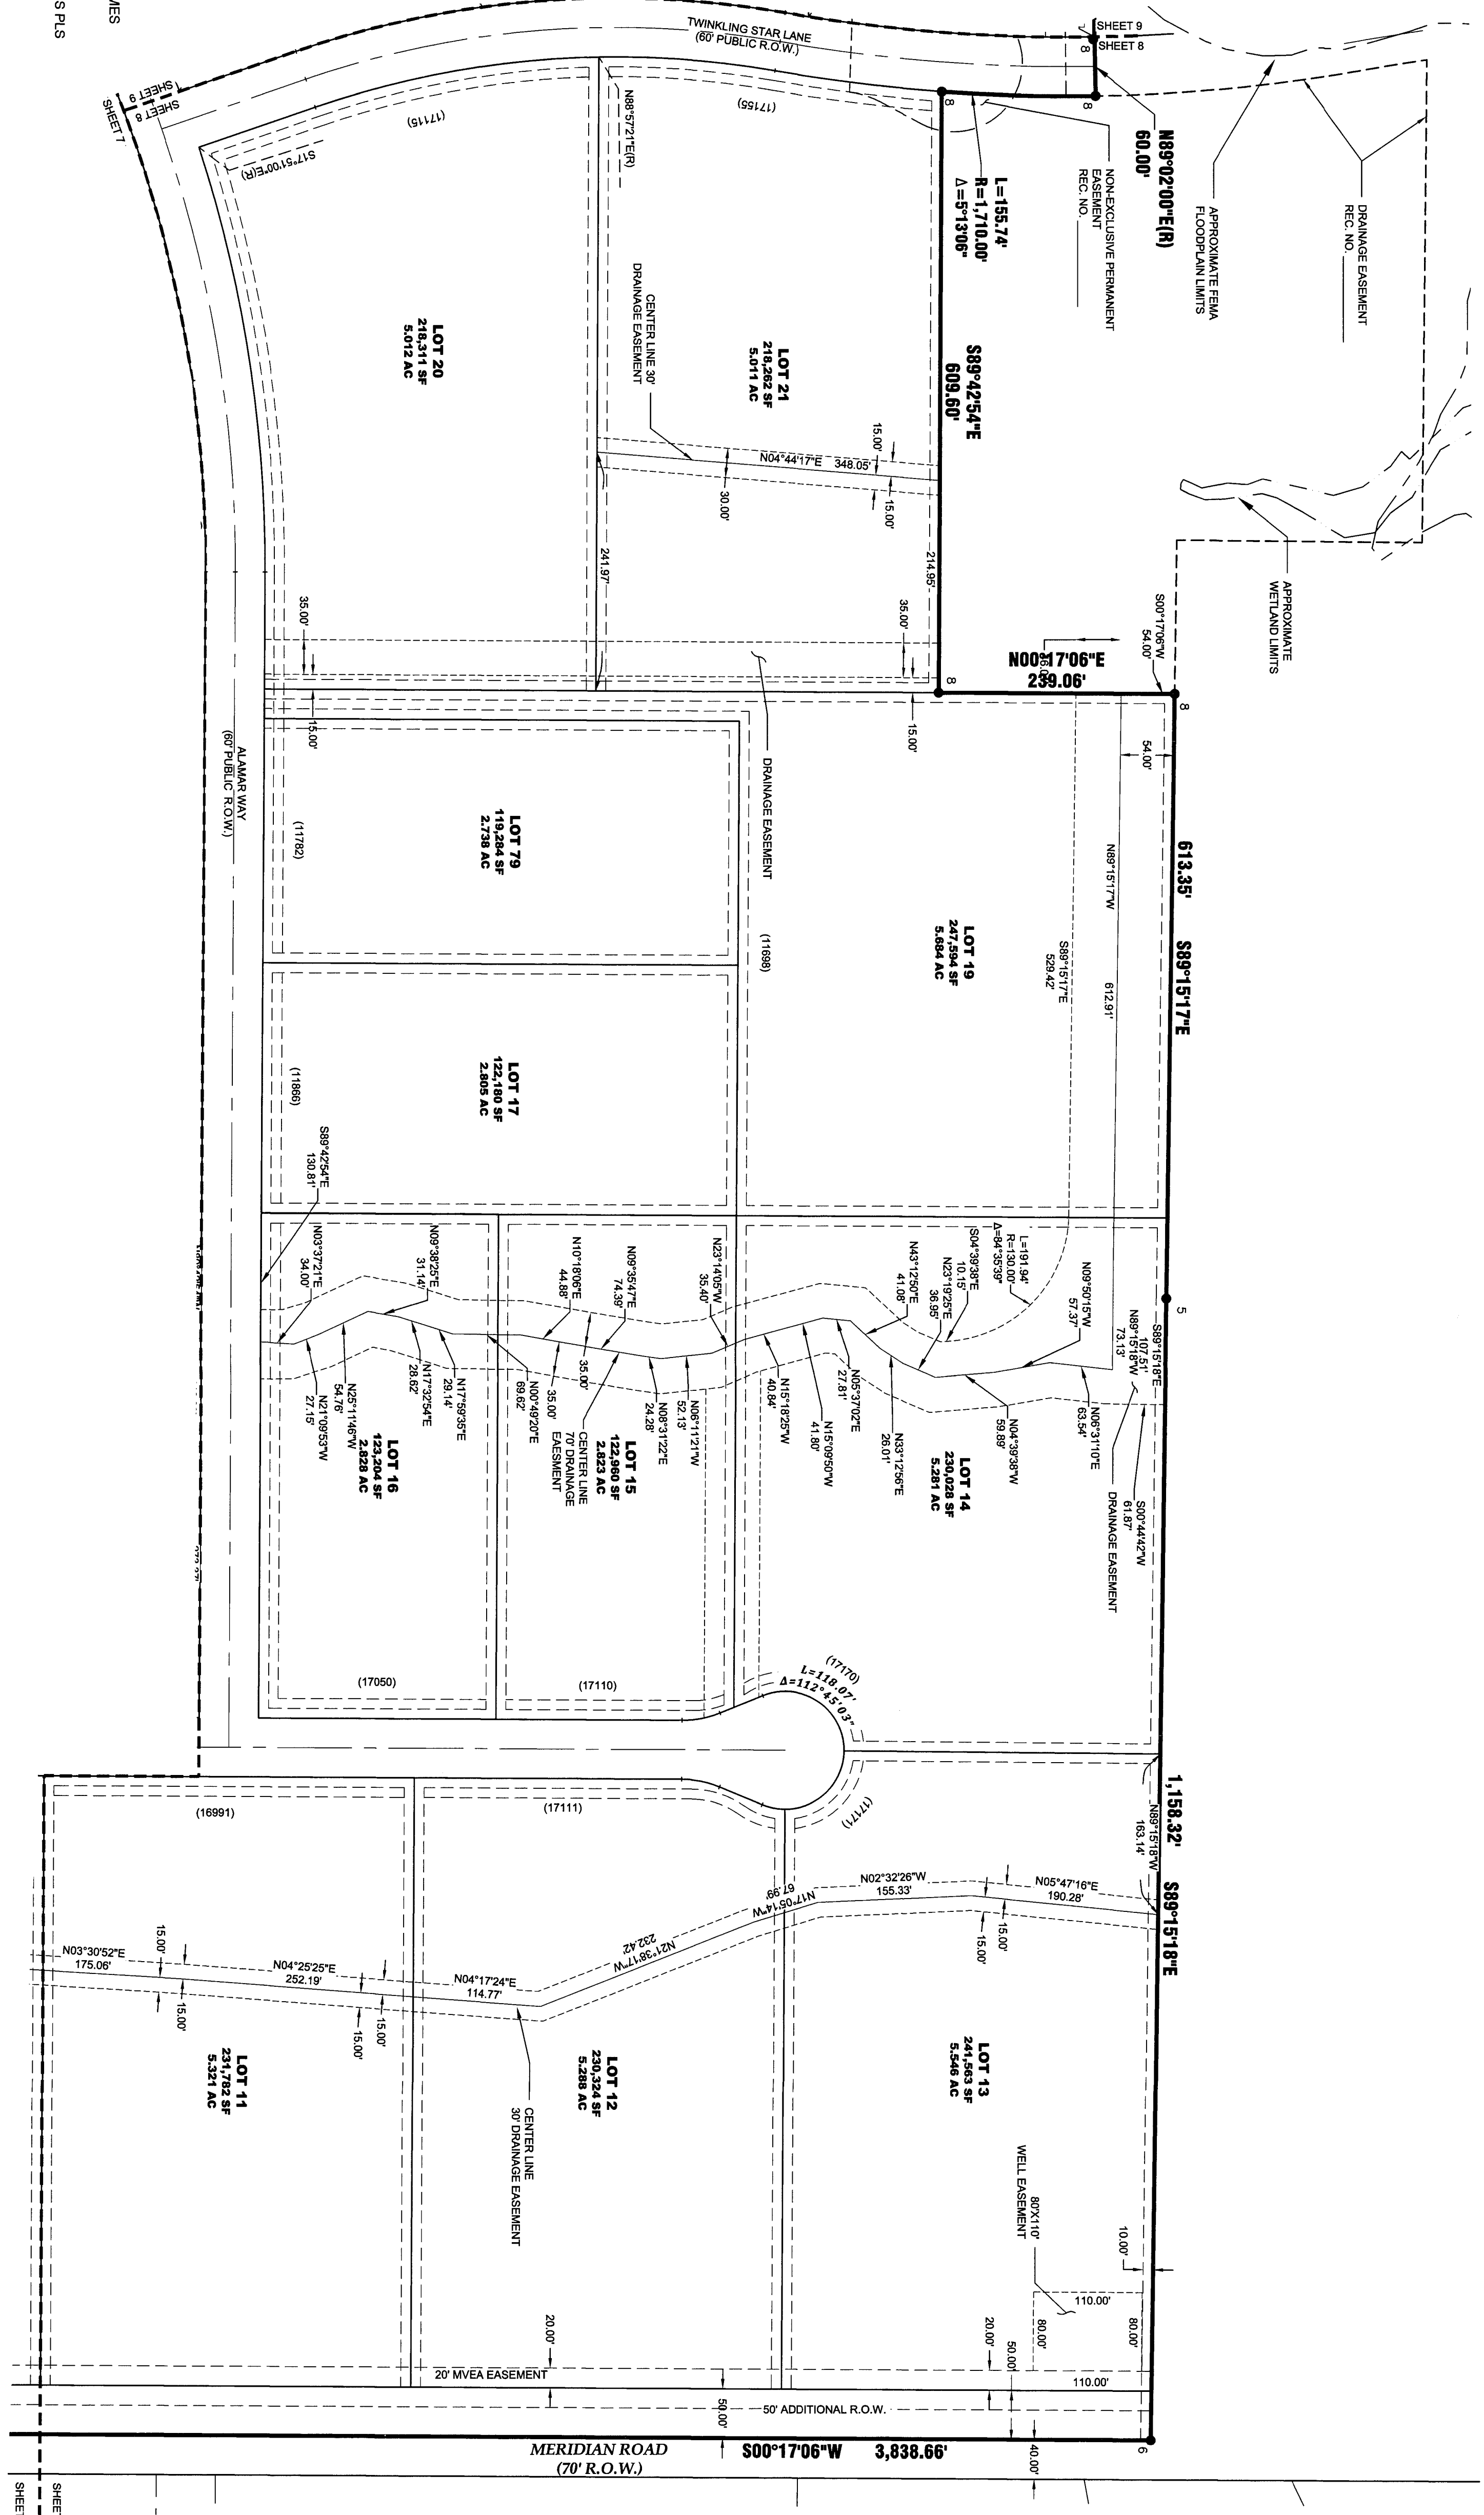 MES
S PLS
SHEET 9
SHEET 8
SHEET 7
TWINKLING STAR LANE
(60' PUBLIC R.O.W.)
SHEET 9
SHEET 8
8
8
8
N89°02'00"E(R)
60.00'
L=155.74'
R=1,710.00'
Δ=5°13'06"
NON-EXCLUSIVE PERMANENT
EASEMENT
REC. NO.
APPROXIMATE FEMA
FLOODPLAIN LIMITS
DRAINAGE EASEMENT
REC. NO.
(17115)
S17°51'00"E(R)
N88°57'21"E(R)
(17155)
LOT 20
218,311 SF
5.012 AC
CENTER LINE 30'
DRAINAGE EASEMENT
LOT 21
218,262 SF
5.011 AC
S89°42'54"E
609.60'
N04°44'17"E 348.05'
15.00'
15.00'
30.00'
241.97'
214.95'
35.00'
35.00'
15.00'
15.00'
8
N00°17'06"E
239.06'
S00°17'06"W
54.00'
8
54.00'
APPROXIMATE
WETLAND LIMITS
ALAMAR WAY
(60' PUBLIC R.O.W.)
(11782)
LOT 79
119,284 SF
2.738 AC
DRAINAGE EASEMENT
(11698)
LOT 19
247,594 SF
5.684 AC
N89°15'17"W
612.91'
S89°15'17"E
529.42'
613.35'
S89°15'17"E
(11866)
LOT 17
122,180 SF
2.805 AC
S89°42'54"E
130.81'
N03°37'21"E
34.00'
N09°38'25"E
31.14'
N10°18'06"E
44.88'
N09°35'47"E
74.39'
N23°14'05"W
35.40'
N43°12'50"E
41.08'
N23°19'25"E
36.95'
S04°39'38"E
10.15'
L=191.94'
R=130.00'
Δ=84°35'39"
N09°50'15"W
57.37'
S89°15'18"E
107.51'
N89°15'18"W
73.13'
5
N21°09'53"W
27.15'
N25°11'46"W
54.76'
N17°32'54"E
28.62'
N17°59'35"E
29.14'
N00°49'20"E
69.62'
35.00'
35.00'
N08°31'22"E
24.28'
N06°11'21"W
52.13'
N15°18'25"W
40.84'
N15°09'50"W
41.80'
N05°37'02"E
27.81'
N33°12'56"E
26.01'
N04°39'38"W
59.89'
N06°31'10"E
63.54'
DRAINAGE EASEMENT
S00°44'42"W
61.87'
LOT 16
123,204 SF
2.828 AC
CENTER LINE
70' DRAINAGE
EAESMENT
LOT 15
122,960 SF
2.823 AC
LOT 14
230,028 SF
5.281 AC
(17050)
(17110)
(17170)
L=118.07'
Δ=112°45'03"
(16991)
(17111)
(17171)
1,158.32'
S89°15'18"E
N89°15'18"W
163.14'
N03°30'52"E
175.06'
15.00'
15.00'
N04°25'25"E
252.19'
15.00'
15.00'
N04°17'24"E
114.77'
N21°38'17"W
232.42'
N17°05'14"W
67.99'
N02°32'26"W
155.33'
15.00'
15.00'
N05°47'16"E
190.28'
LOT 11
231,782 SF
5.321 AC
LOT 12
230,324 SF
5.288 AC
LOT 13
241,563 SF
5.546 AC
CENTER LINE
30' DRAINAGE EASEMENT
80'X110'
WELL EASEMENT
10.00'
110.00'
80.00'
80.00'
110.00'
20.00'
20.00'
50.00'
20' MVEA EASEMENT
50' ADDITIONAL R.O.W.
50.00'
40.00'
6
MERIDIAN ROAD
(70' R.O.W.)
S00°17'06"W 3,838.66'
SHEET
SHEE